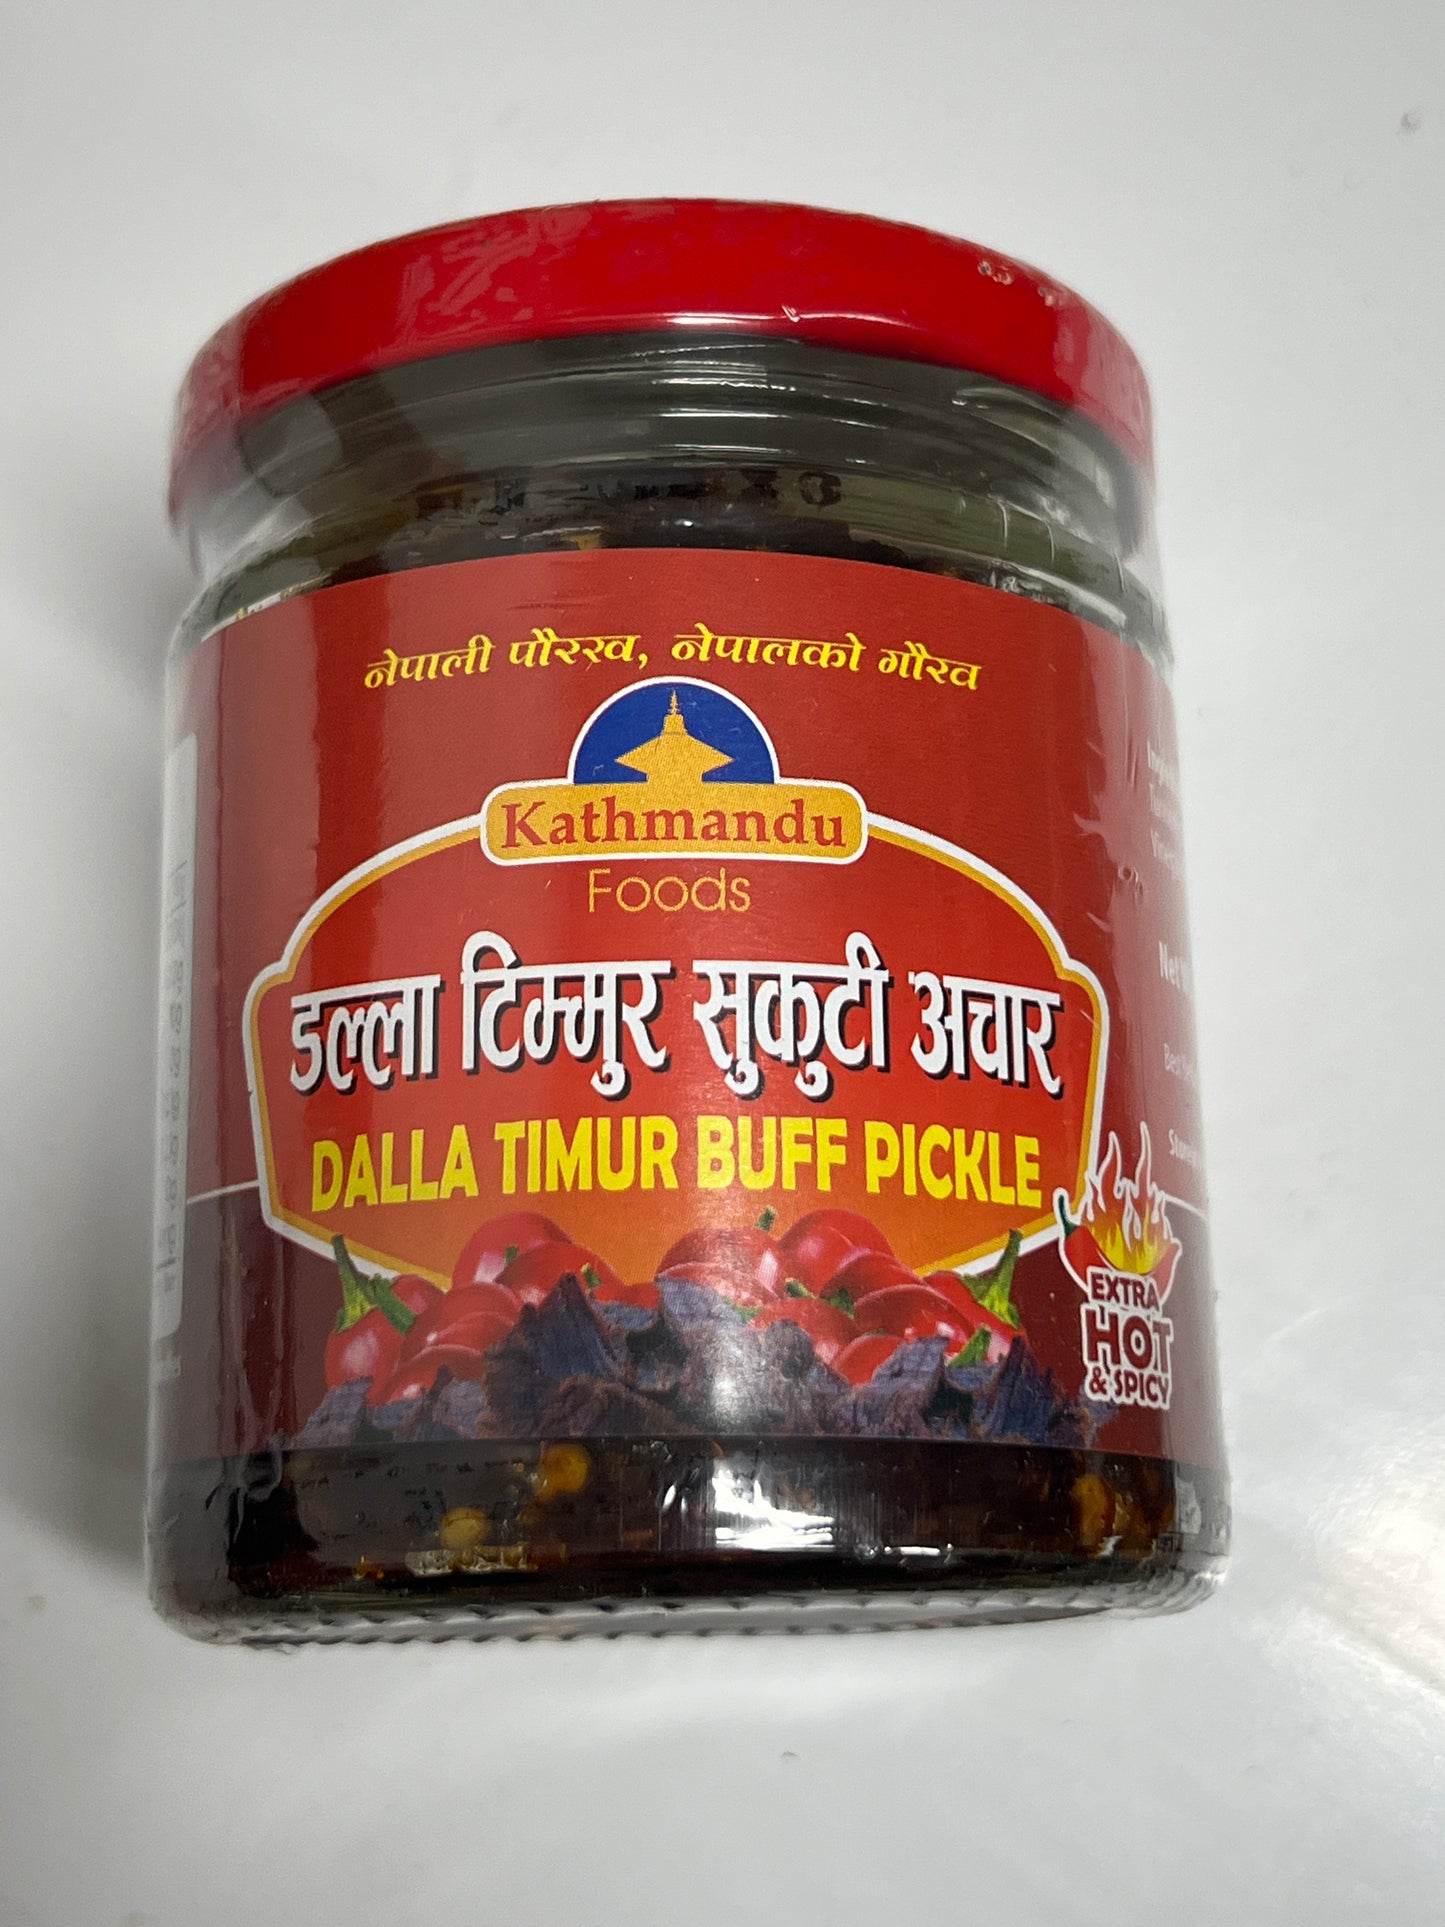 नेपाली पौरख, नेपालको गौरव
Kathmandu
Foods
डल्ला टिम्मुर सुकुटी अचार
DALLA TIMUR BUFF PICKLE
EXTRA
HOT
& SPICY